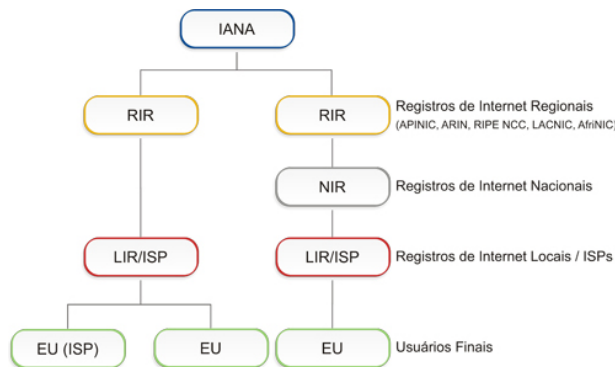 IANA
RIR
RIR
Registros de Internet Regionais
(APINIC, ARIN, RIPE NCC, LACNIC, AfriNIC)
NIR
Registros de Internet Nacionais
LIR/ISP
LIR/ISP
Registros de Internet Locais / ISPs
EU (ISP)
EU
EU
Usuários Finais